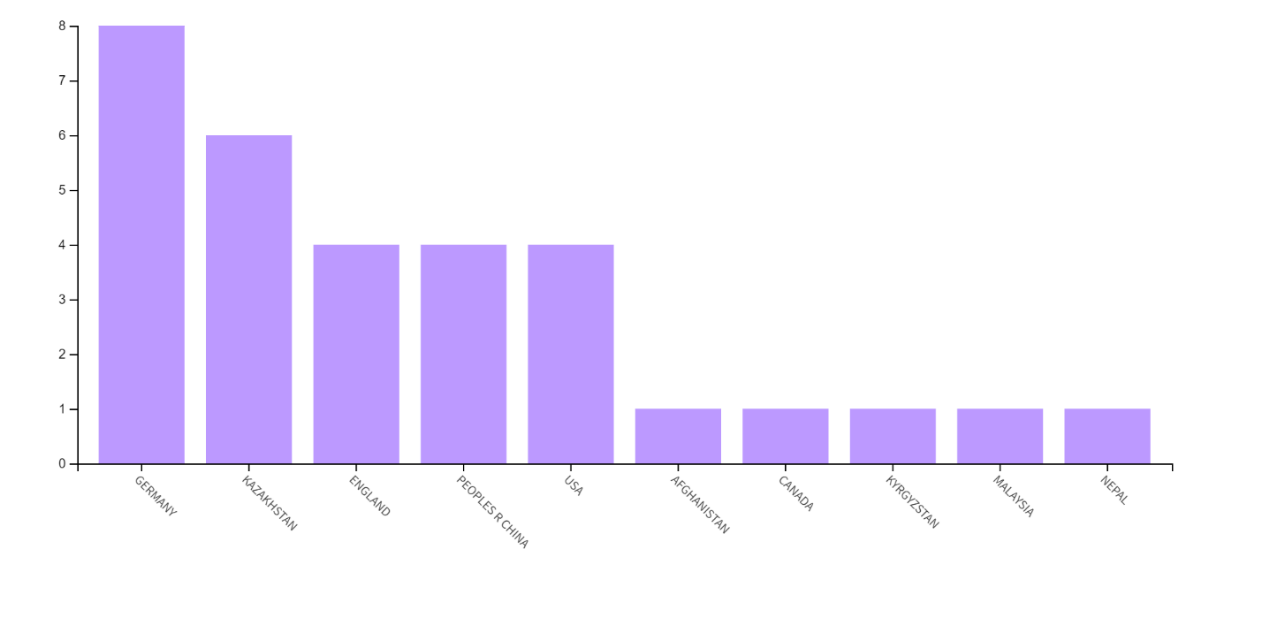 8
7
6
5
4
3
2
1
0
GERMANY
KAZAKHSTAN
ENGLAND
PEOPLES R CHINA
USA
AFGHANISTAN
CANADA
KYRGYZSTAN
MALAYSIA
NEPAL